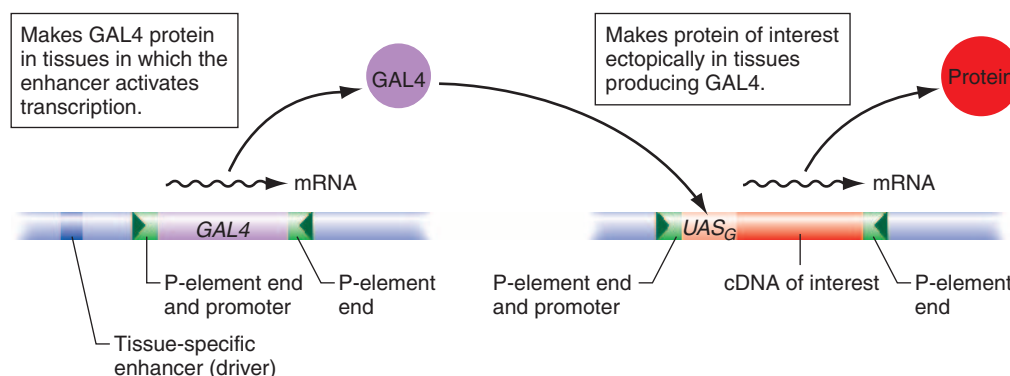 Makes GAL4 protein
in tissues in which the
enhancer activates
transcription.
GAL4
Makes protein of interest
ectopically in tissues
producing GAL4.
Protein
mRNA
mRNA
GAL4
UAS_G
P-element end
and promoter
P-element
end
P-element end
and promoter
cDNA of interest
P-element
end
Tissue-specific
enhancer (driver)